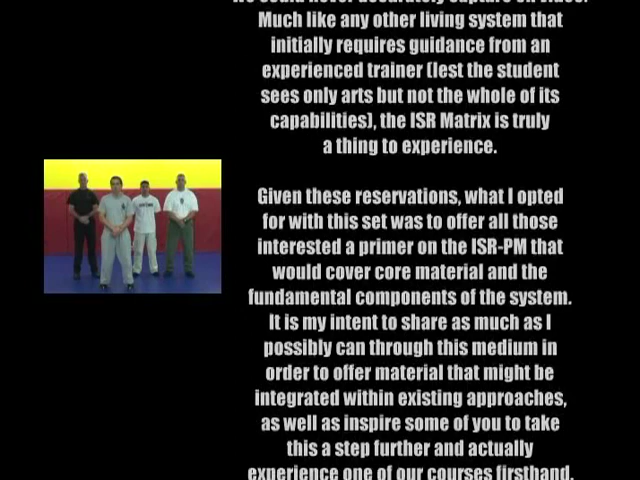 Much like any other living system that
initially requires guidance from an
experienced trainer (lest the student
sees only arts but not the whole of its
capabilities), the ISR Matrix is truly
a thing to experience.
Given these reservations, what I opted
for with this set was to offer all those
interested a primer on the ISR-PM that
would cover core material and the
fundamental components of the system.
It is my intent to share as much as I
possibly can through this medium in
order to offer material that might be
integrated within existing approaches,
as well as inspire some of you to take
this a step further and actually
experience one of our courses firsthand.